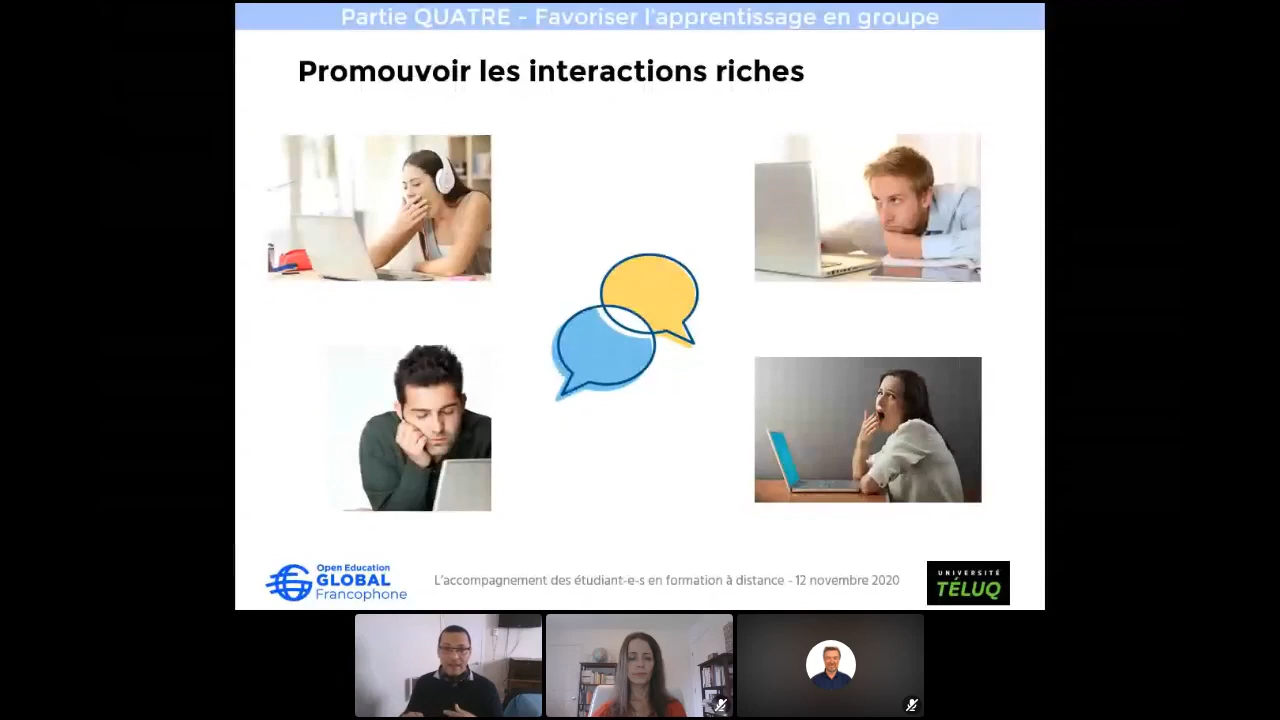 Partie QUATRE - Favoriser l'apprentissage en groupe
Promouvoir les interactions riches
Open Education
GLOBAL
Francophone
L'accompagnement des étudiant-e-s en formation à distance - 12 novembre 2020
UNIVERSITÉ
TÉLUQ